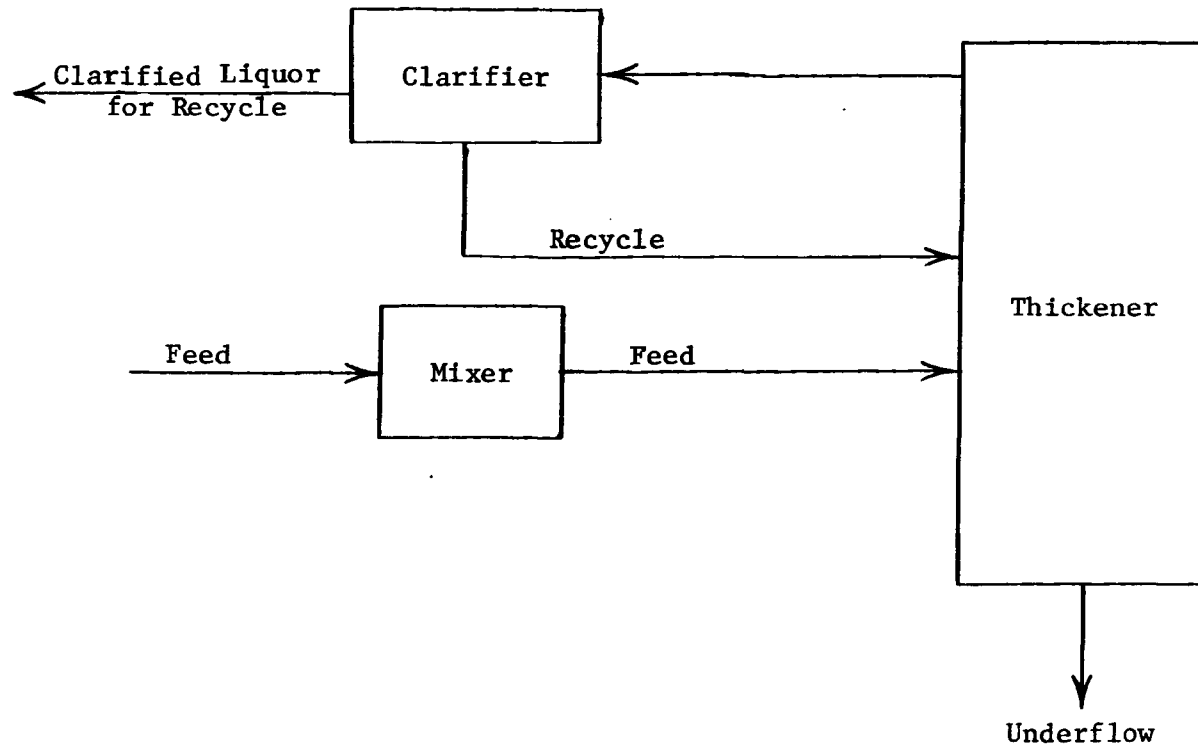 Clarified Liquor
for Recycle
Clarifier
Recycle
Thickener
Feed
Mixer
Feed
Underflow